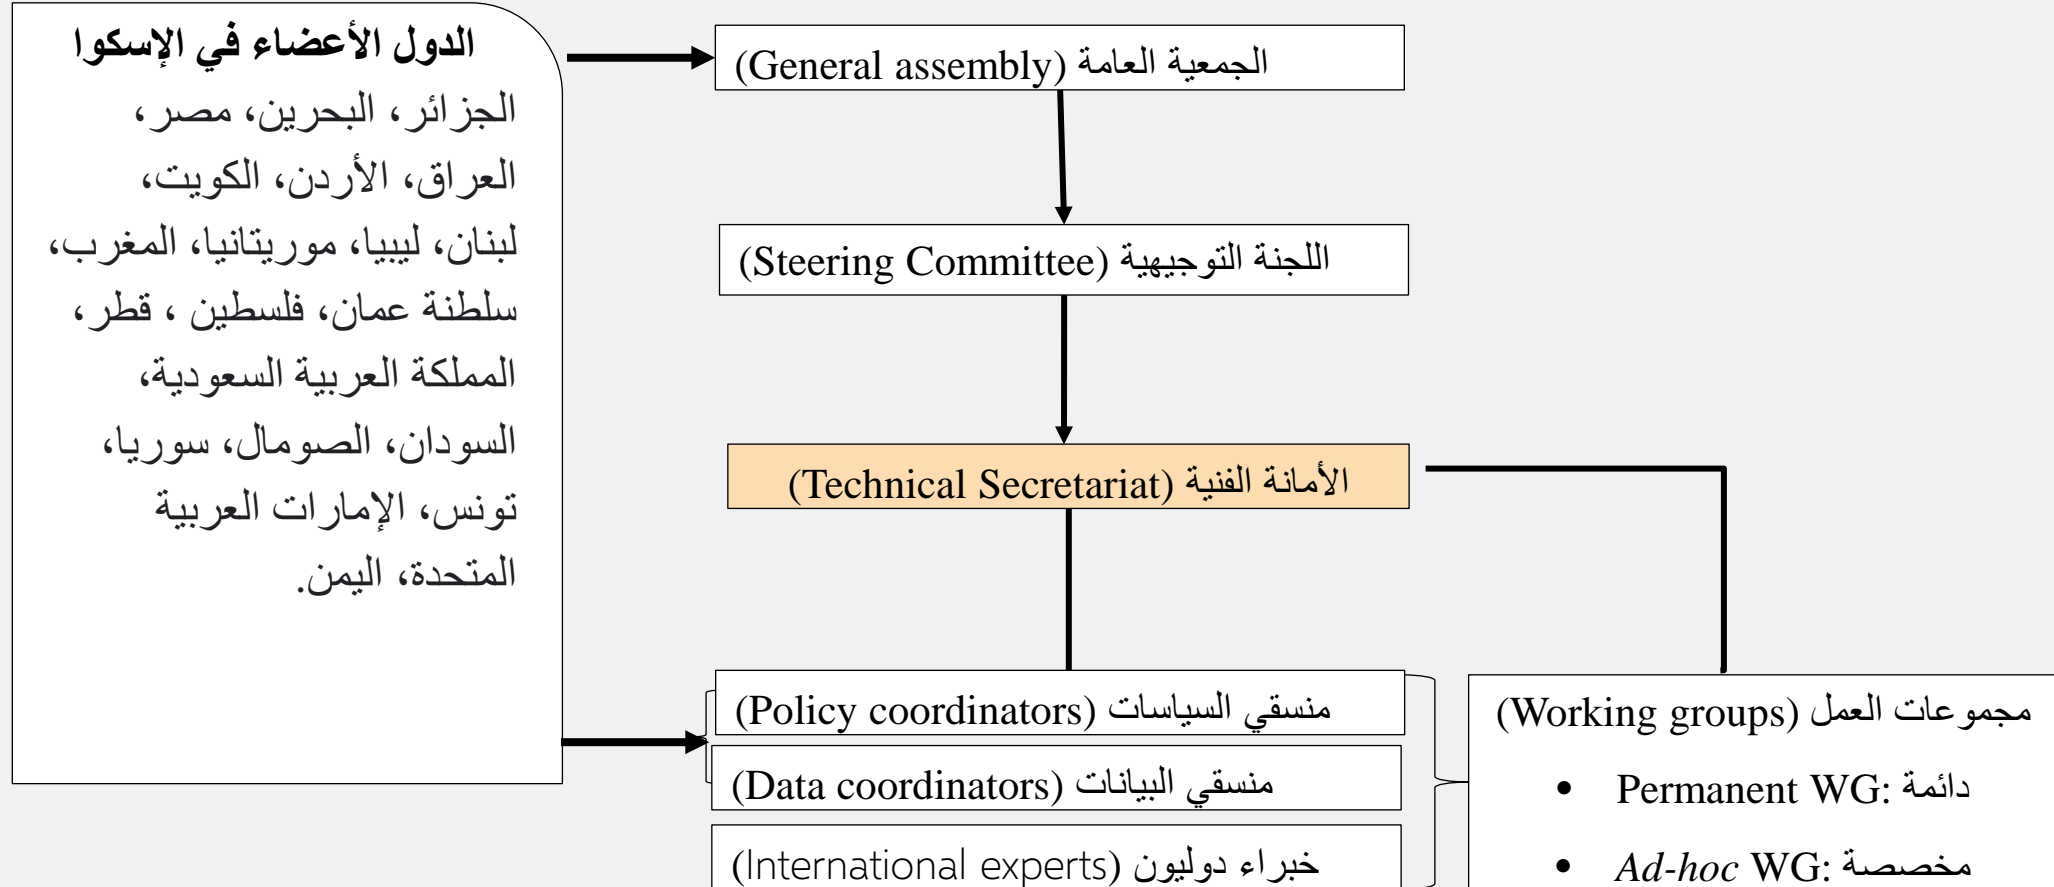 الدول الأعضاء في الإسكوا
الجزائر، البحرين، مصر،
العراق، الأردن، الكويت،
لبنان، ليبيا، موريتانيا، المغرب،
سلطنة عمان، فلسطين ، قطر،
المملكة العربية السعودية،
السودان، الصومال، سوريا،
تونس، الإمارات العربية
المتحدة، اليمن.
الجمعية العامة (General assembly)
اللجنة التوجيهية (Steering Committee)
الأمانة الفنية (Technical Secretariat)
منسقي السياسات (Policy coordinators)
منسقي البيانات (Data coordinators)
خبراء دوليون (International experts)
مجموعات العمل (Working groups)
• Permanent WG: دائمة
• Ad-hoc WG: مخصصة